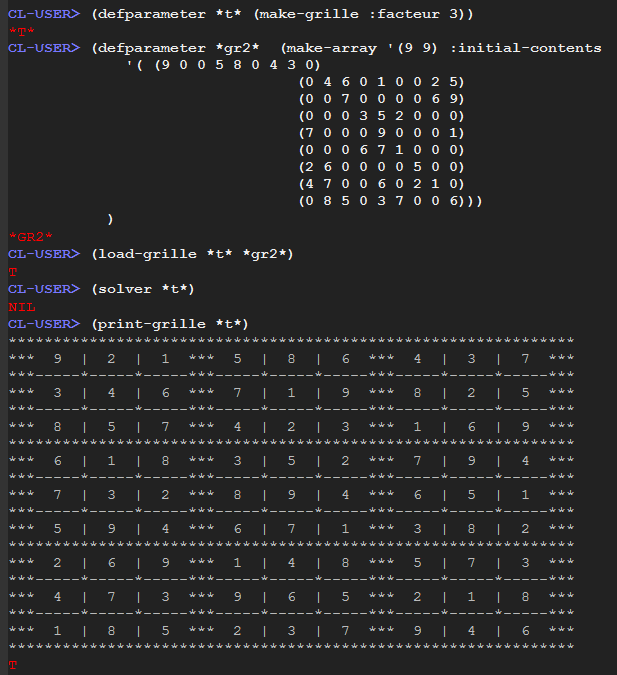 CL-USER> (defparameter *t* (make-grille :facteur 3))
*T*
CL-USER> (defparameter *gr2*  (make-array '(9 9) :initial-contents
'( (9 0 0 5 8 0 4 3 0)
(0 4 6 0 1 0 0 2 5)
(0 0 7 0 0 0 0 6 9)
(0 0 0 3 5 2 0 0 0)
(7 0 0 0 9 0 0 0 1)
(0 0 0 6 7 1 0 0 0)
(2 6 0 0 0 0 5 0 0)
(4 7 0 0 6 0 2 1 0)
(0 8 5 0 3 7 0 0 6)))
)
*GR2*
CL-USER> (load-grille *t* *gr2*)
T
CL-USER> (solver *t*)
NIL
CL-USER> (print-grille *t*)
***************************************************************
***  9  |  2  |  1  ***  5  |  8  |  6  ***  4  |  3  |  7  ***
***-----*-----*-----***-----*-----*-----***-----*-----*-----***
***  3  |  4  |  6  ***  7  |  1  |  9  ***  8  |  2  |  5  ***
***-----*-----*-----***-----*-----*-----***-----*-----*-----***
***  8  |  5  |  7  ***  4  |  2  |  3  ***  1  |  6  |  9  ***
***************************************************************
***  6  |  1  |  8  ***  3  |  5  |  2  ***  7  |  9  |  4  ***
***-----*-----*-----***-----*-----*-----***-----*-----*-----***
***  7  |  3  |  2  ***  8  |  9  |  4  ***  6  |  5  |  1  ***
***-----*-----*-----***-----*-----*-----***-----*-----*-----***
***  5  |  9  |  4  ***  6  |  7  |  1  ***  3  |  8  |  2  ***
***************************************************************
***  2  |  6  |  9  ***  1  |  4  |  8  ***  5  |  7  |  3  ***
***-----*-----*-----***-----*-----*-----***-----*-----*-----***
***  4  |  7  |  3  ***  9  |  6  |  5  ***  2  |  1  |  8  ***
***-----*-----*-----***-----*-----*-----***-----*-----*-----***
***  1  |  8  |  5  ***  2  |  3  |  7  ***  9  |  4  |  6  ***
***************************************************************
T